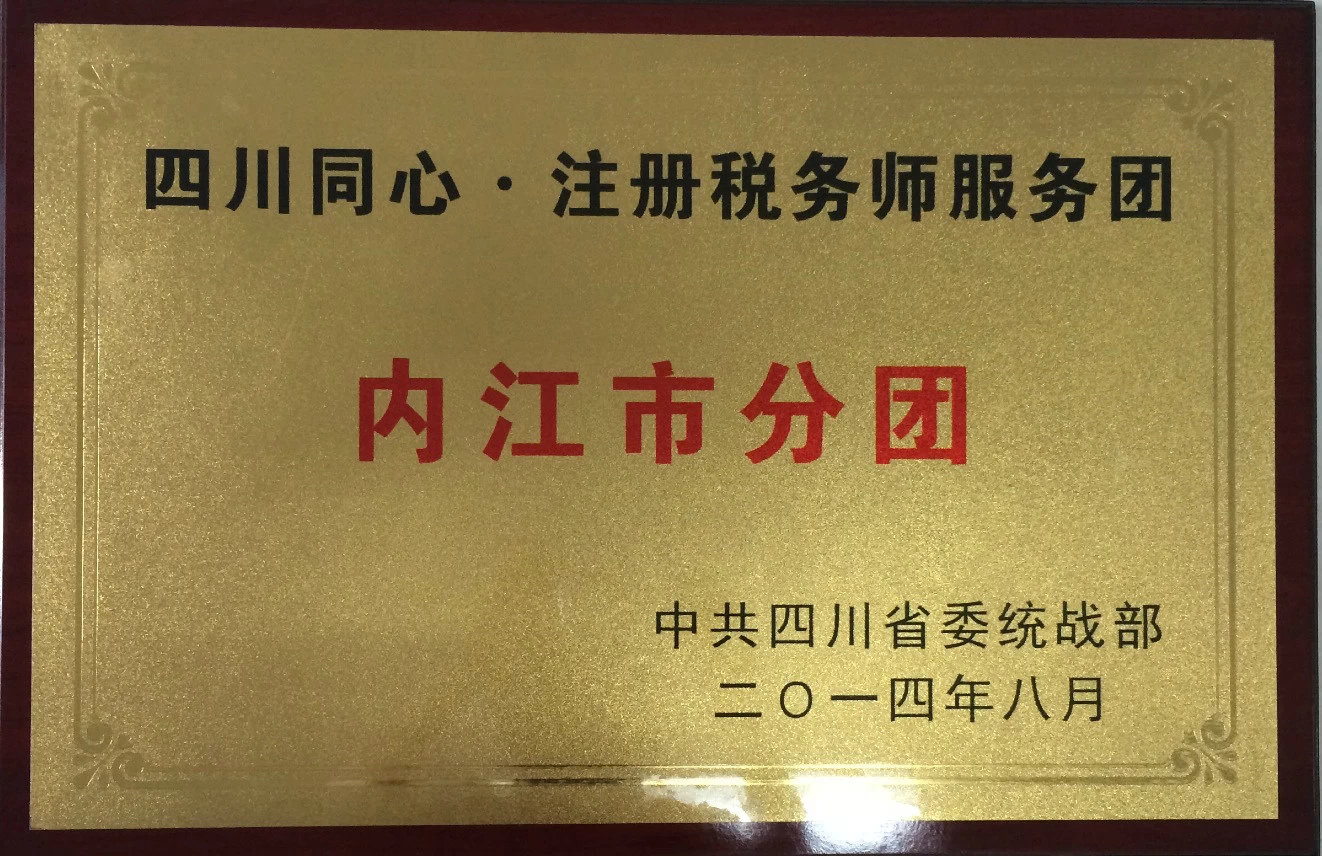 四川同心·注册税务师服务团
内江市分团
中共四川省委统战部
二〇一四年八月